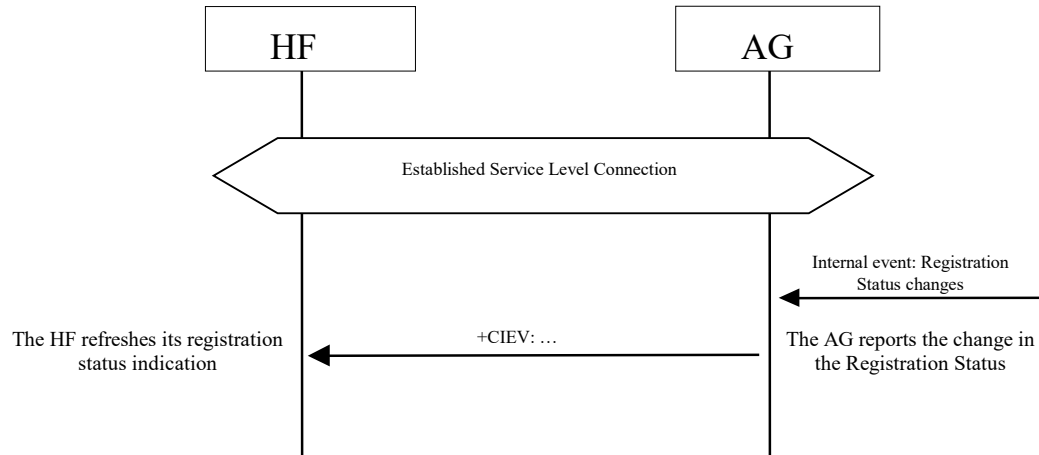 HF
AG
Established Service Level Connection
Internal event: Registration
Status changes
The HF refreshes its registration
status indication
+CIEV: …
The AG reports the change in
the Registration Status